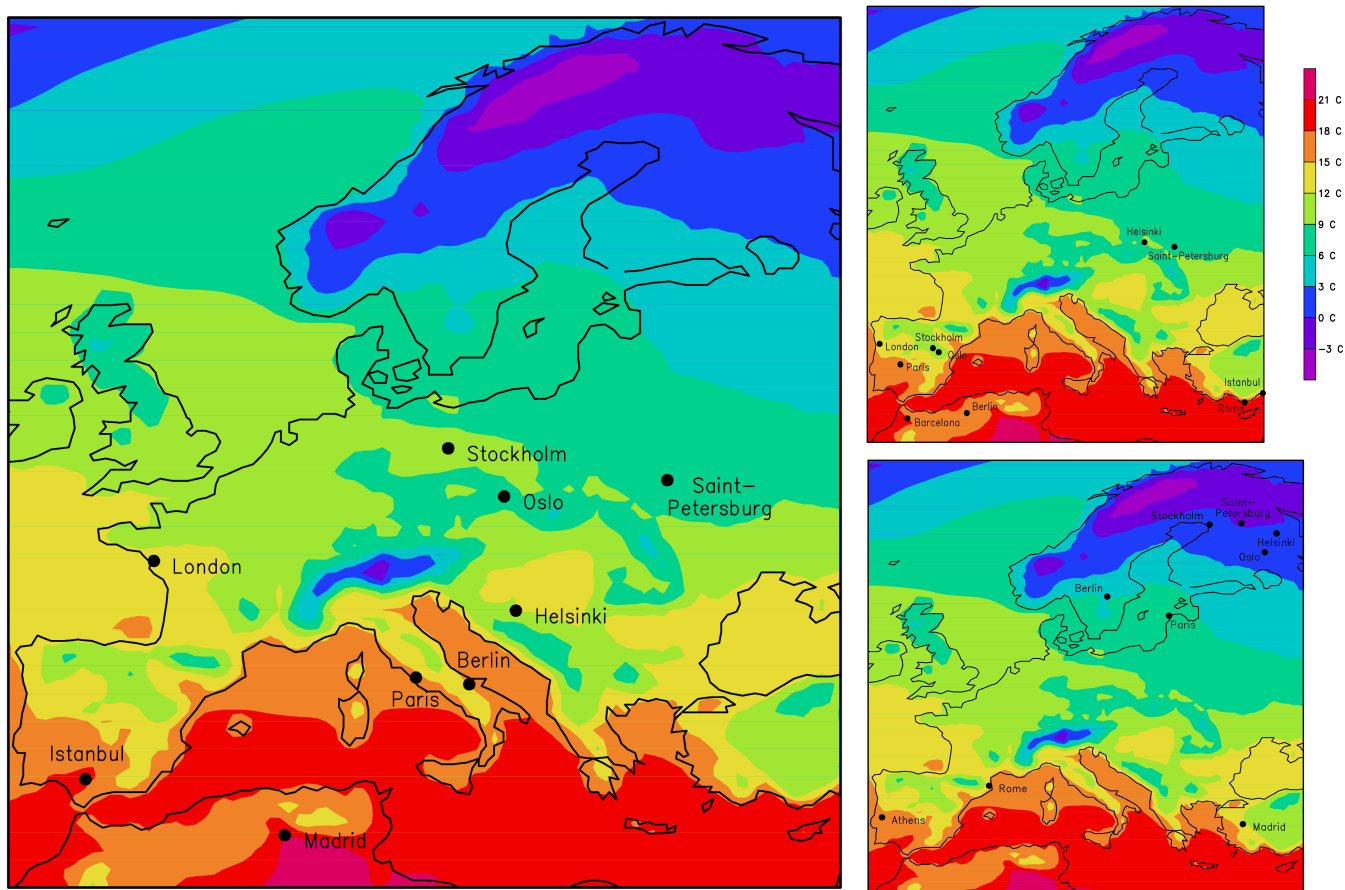 Stockholm
Saint-
Petersburg
Oslo
London
Helsinki
Berlin
Paris
Istanbul
Madrid
Helsinki
Saint-Petersburg
London
Stockholm
Oslo
Paris
Istanbul
Rome
Berlin
Barcelona
21 C
18 C
15 C
12 C
9 C
6 C
3 C
0 C
-3 C
Saint-
Petersburg
Stockholm
Helsinki
Oslo
Berlin
Paris
Rome
Athens
Madrid